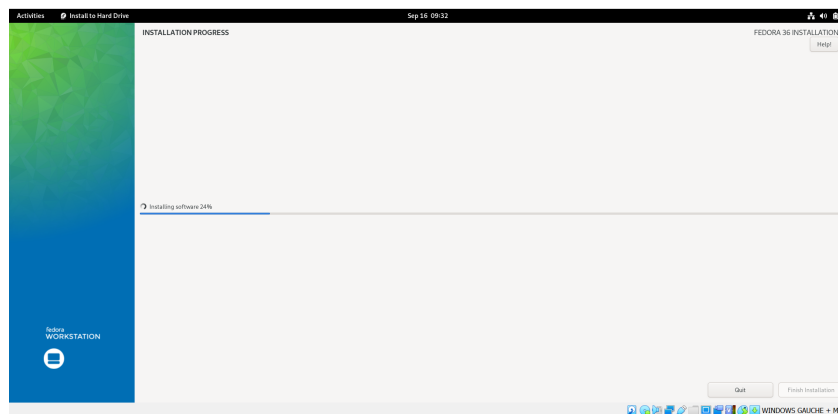 Activities Install to Hard Drive Sep 16 09:32
INSTALLATION PROGRESS FEDORA 36 INSTALLATION
Help!
Installing software 24%
fedora
WORKSTATION
Quit Finish Installation
WINDOWS GAUCHE + M